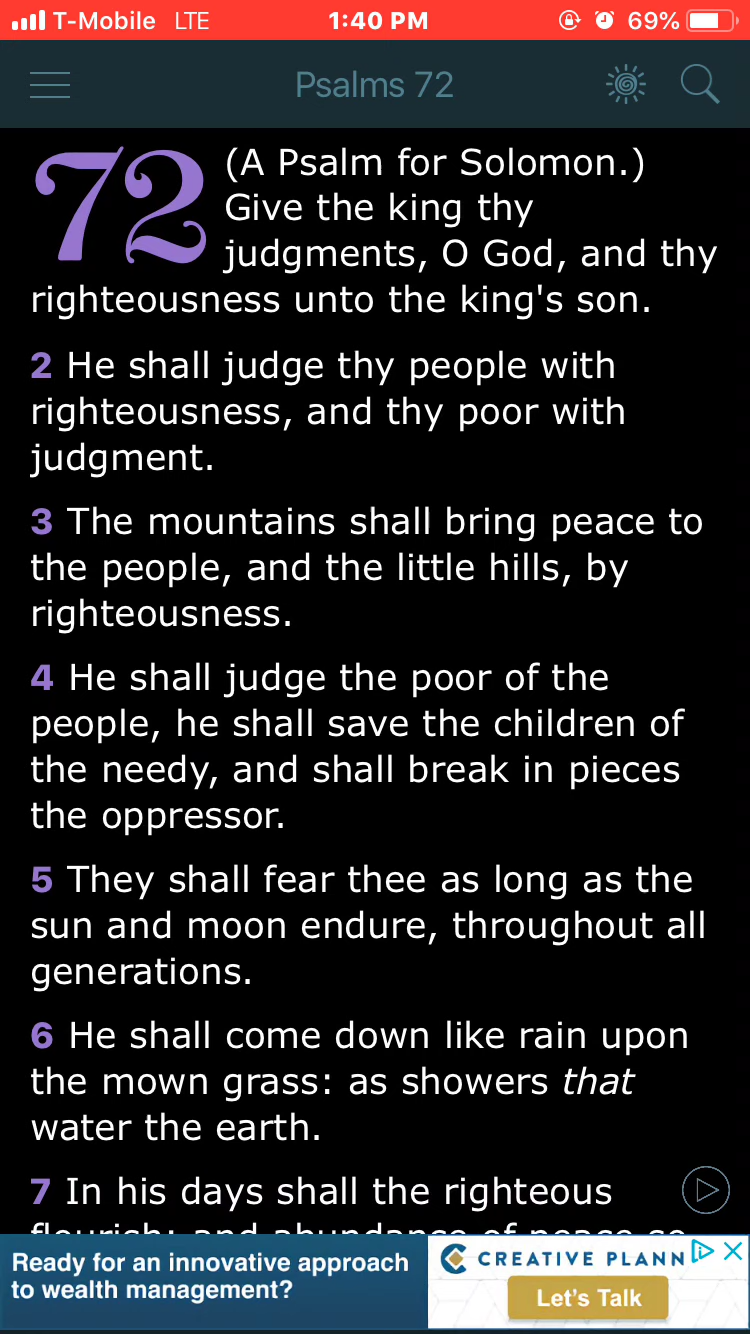 T-Mobile LTE 1:40 PM 69%
Psalms 72
72 (A Psalm for Solomon.)
Give the king thy
judgments, O God, and thy
righteousness unto the king's son.
2 He shall judge thy people with
righteousness, and thy poor with
judgment.
3 The mountains shall bring peace to
the people, and the little hills, by
righteousness.
4 He shall judge the poor of the
people, he shall save the children of
the needy, and shall break in pieces
the oppressor.
5 They shall fear thee as long as the
sun and moon endure, throughout all
generations.
6 He shall come down like rain upon
the mown grass: as showers that
water the earth.
7 In his days shall the righteous
flourish; and abundance of peace so
Ready for an innovative approach
to wealth management?
CREATIVE PLANN
Let's Talk